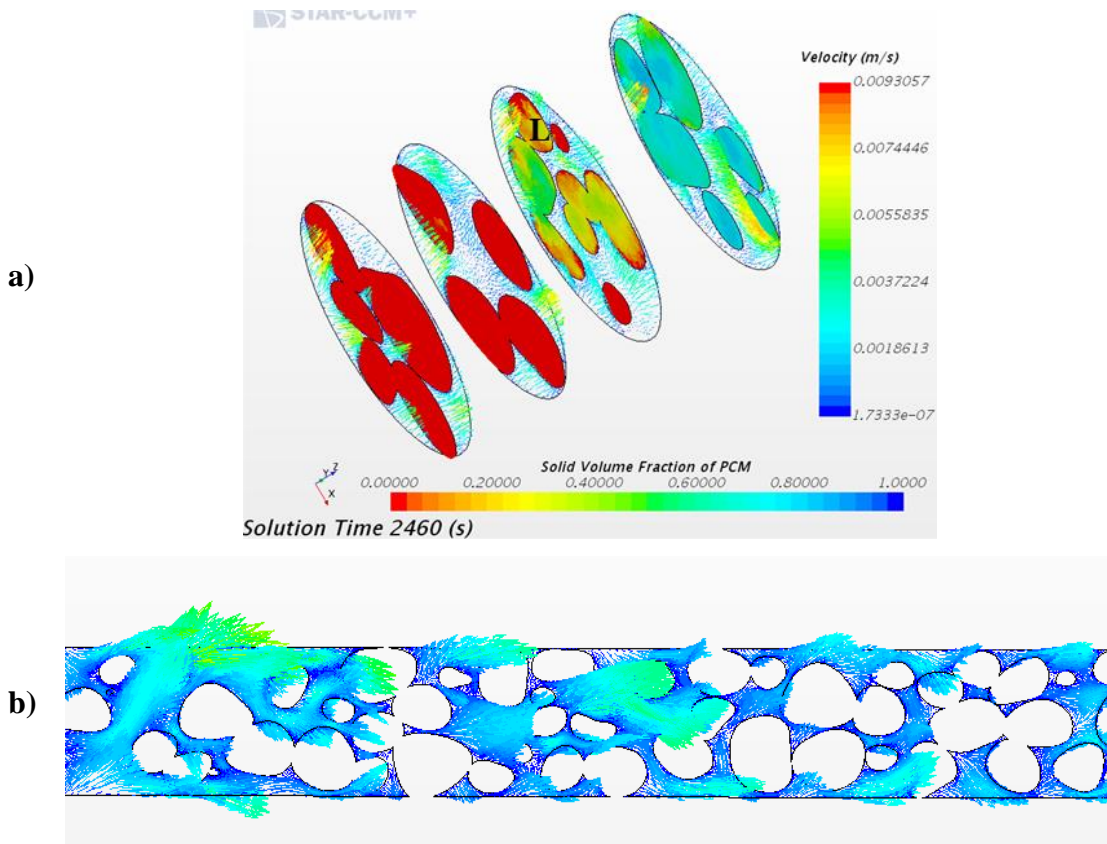 STAR-CCM+
Velocity (m/s)
0.0093057
L
0.0074446
a)
0.0055835
0.0037224
0.0018613
1.7333e-07
Y Z
X
Solid Volume Fraction of PCM
0.00000 0.20000 0.40000 0.60000 0.80000 1.0000
Solution Time 2460 (s)
b)